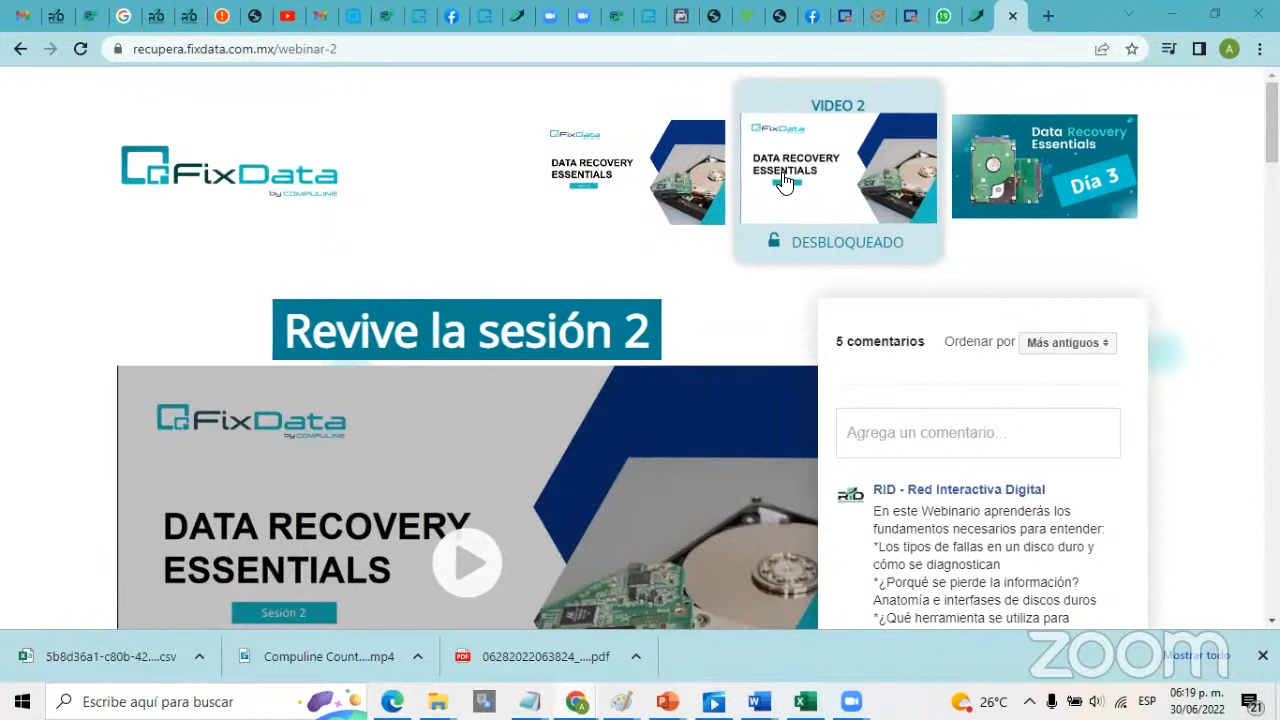 recupera.fixdata.com.mx/webinar-2
A
19
FixData
by COMPULINE
FixData
DATA RECOVERY
ESSENTIALS
VIDEO 2
FixData
DATA RECOVERY
ESSENTIALS
DESBLOQUEADO
Data Recovery
Essentials
Día 3
Revive la sesión 2
FixData
by COMPULINE
DATA RECOVERY
ESSENTIALS
Sesión 2
5 comentarios
Ordenar por
Más antiguos
Agrega un comentario...
RID
RID - Red Interactiva Digital
En este Webinario aprenderás los
fundamentos necesarios para entender:
*Los tipos de fallas en un disco duro y
cómo se diagnostican
*¿Porqué se pierde la información?
Anatomía e interfases de discos duros
*¿Qué herramienta se utiliza para
zoom
5b8d36a1-c80b-42....csv
Compuline Count....mp4
PDF
06282022063824_....pdf
Mostrar todo
Escribe aquí para buscar
26°C
ESP
06:19 p. m.
30/06/2022
21